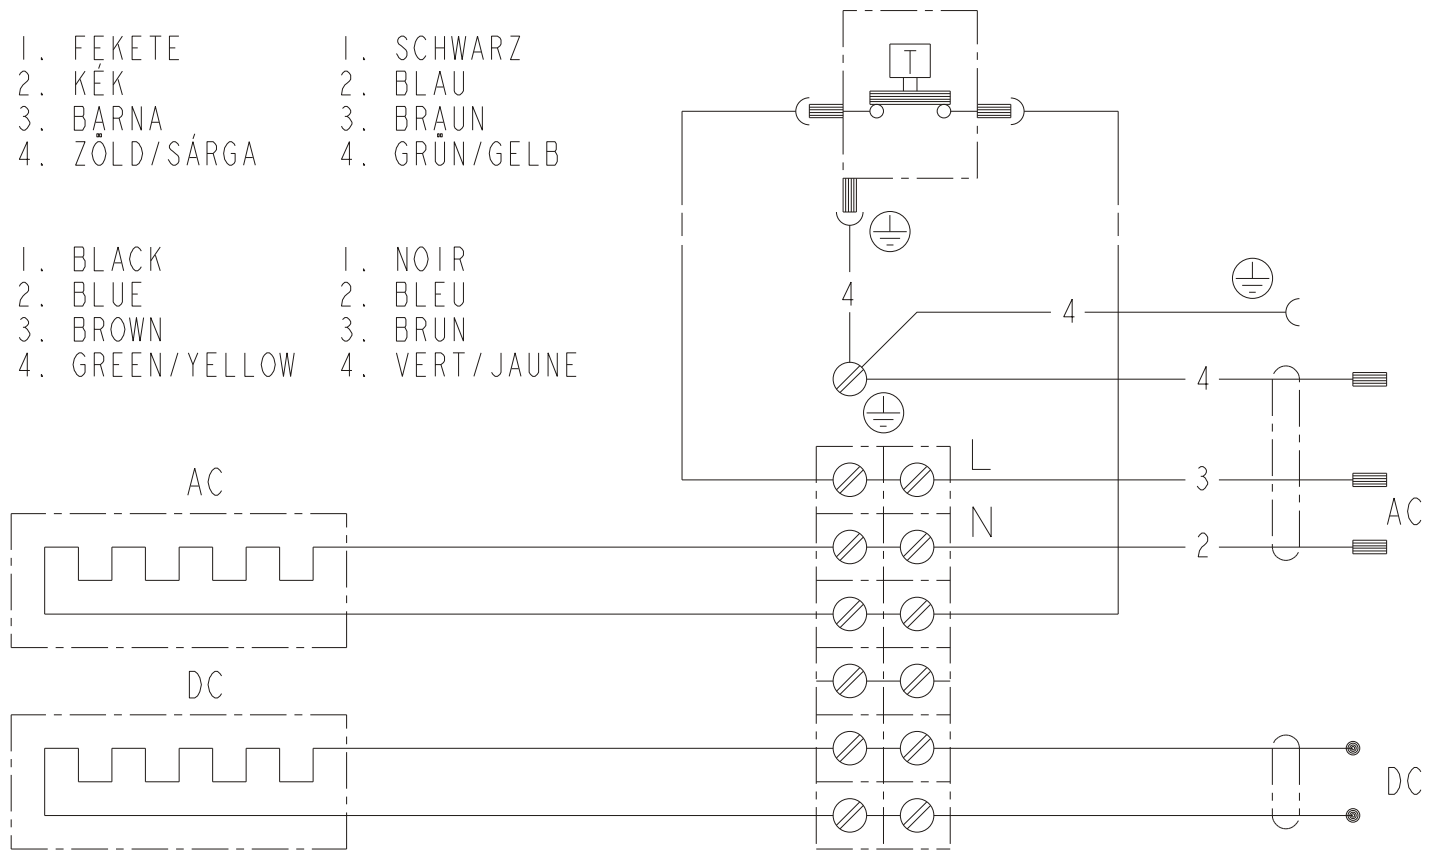 1. FEKETE
2. KÉK
3. BARNA
4. ZÖLD/SÁRGA
1. SCHWARZ
2. BLAU
3. BRAUN
4. GRÜN/GELB
1. BLACK
2. BLUE
3. BROWN
4. GREEN/YELLOW
1. NOIR
2. BLEU
3. BRUN
4. VERT/JAUNE
T
4
4
4
L
3
AC
N
2
AC
DC
DC